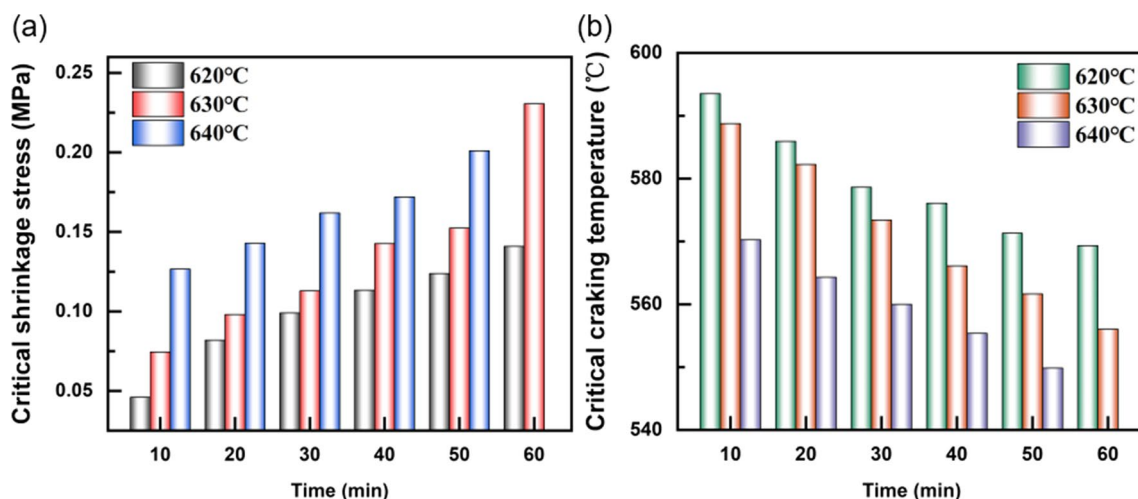 (a)
Critical shrinkage stress (MPa)
0.25
0.20
0.15
0.10
0.05
620℃
630℃
640℃
10 20 30 40 50 60
Time (min)
(b)
Critical craking temperature (℃)
600
580
560
540
620℃
630℃
640℃
10 20 30 40 50 60
Time (min)